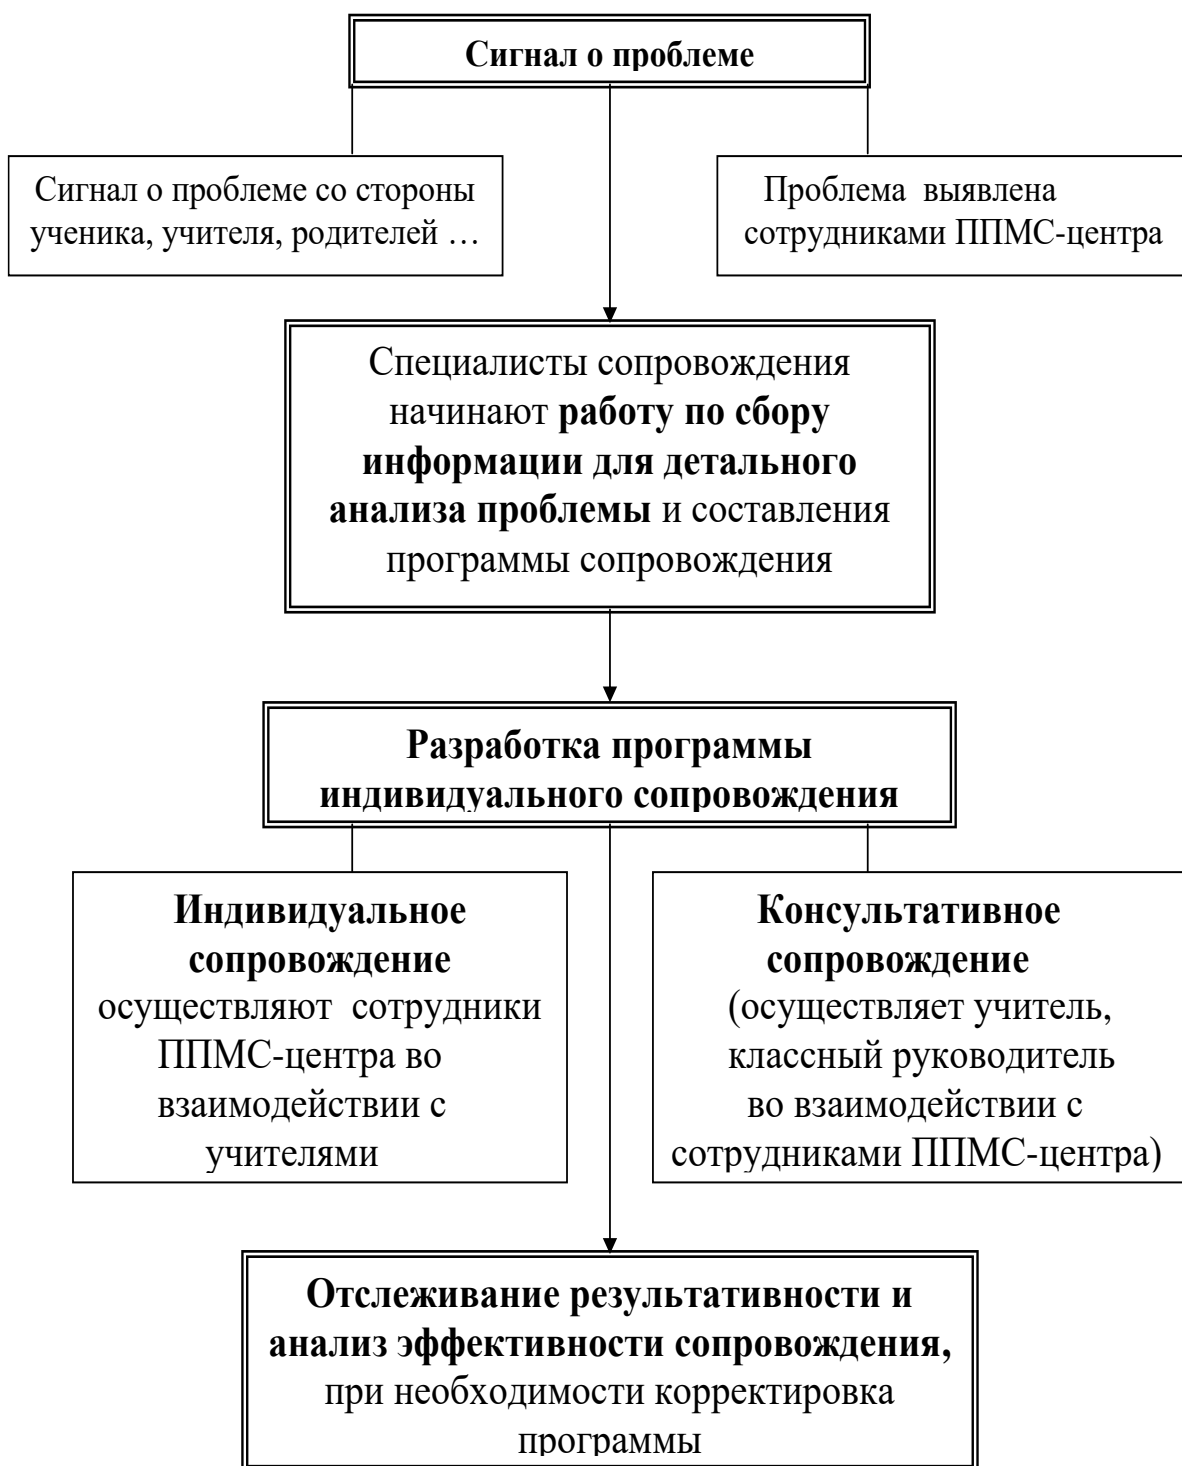 Сигнал о проблеме
Сигнал о проблеме со стороны
ученика, учителя, родителей …
Проблема выявлена
сотрудниками ППМС-центра
Специалисты сопровождения
начинают работу по сбору
информации для детального
анализа проблемы и составления
программы сопровождения
Разработка программы
индивидуального сопровождения
Индивидуальное
сопровождение
осуществляют сотрудники
ППМС-центра во
взаимодействии с
учителями
Консультативное
сопровождение
(осуществляет учитель,
классный руководитель
во взаимодействии с
сотрудниками ППМС-центра)
Отслеживание результативности и
анализ эффективности сопровождения,
при необходимости корректировка
программы